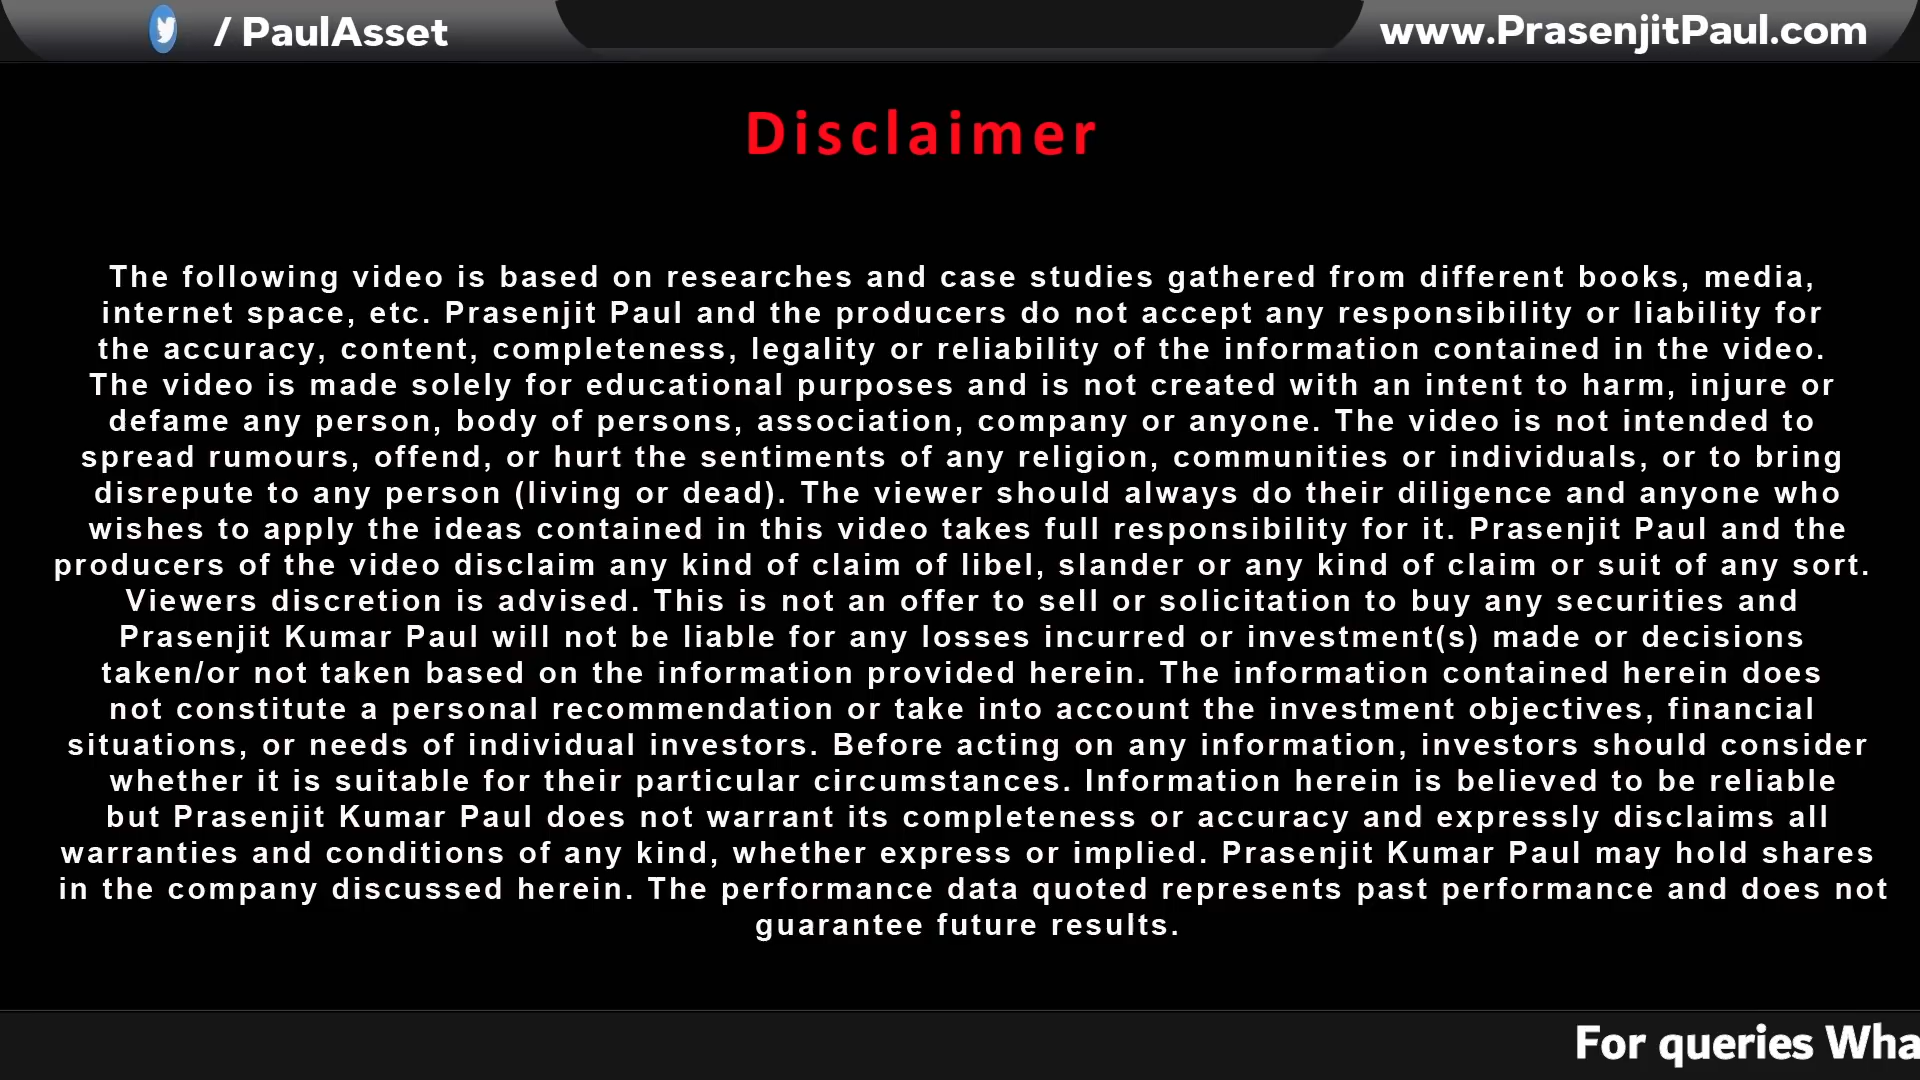 / PaulAsset
www.PrasenjitPaul.com
Disclaimer
The following video is based on researches and case studies gathered from different books, media,
internet space, etc. Prasenjit Paul and the producers do not accept any responsibility or liability for
the accuracy, content, completeness, legality or reliability of the information contained in the video.
The video is made solely for educational purposes and is not created with an intent to harm, injure or
defame any person, body of persons, association, company or anyone. The video is not intended to
spread rumours, offend, or hurt the sentiments of any religion, communities or individuals, or to bring
disrepute to any person (living or dead). The viewer should always do their diligence and anyone who
wishes to apply the ideas contained in this video takes full responsibility for it. Prasenjit Paul and the
producers of the video disclaim any kind of claim of libel, slander or any kind of claim or suit of any sort.
Viewers discretion is advised. This is not an offer to sell or solicitation to buy any securities and
Prasenjit Kumar Paul will not be liable for any losses incurred or investment(s) made or decisions
taken/or not taken based on the information provided herein. The information contained herein does
not constitute a personal recommendation or take into account the investment objectives, financial
situations, or needs of individual investors. Before acting on any information, investors should consider
whether it is suitable for their particular circumstances. Information herein is believed to be reliable
but Prasenjit Kumar Paul does not warrant its completeness or accuracy and expressly disclaims all
warranties and conditions of any kind, whether express or implied. Prasenjit Kumar Paul may hold shares
in the company discussed herein. The performance data quoted represents past performance and does not
guarantee future results.
For queries Wha